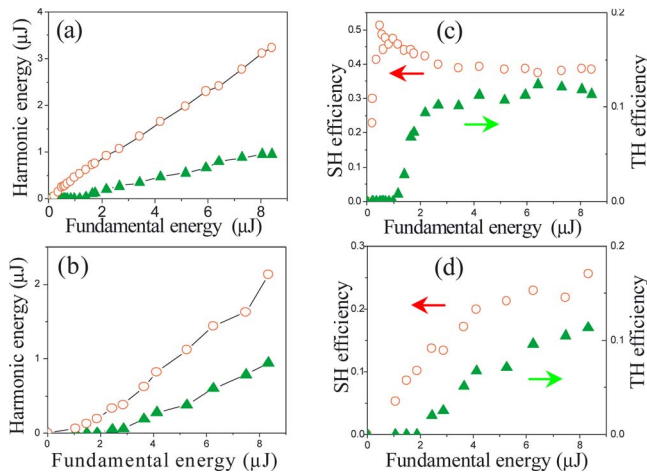 (a)
Harmonic energy (μJ)
4
3
2
1
0
0 2 4 6 8
Fundamental energy (μJ)
(c)
SH efficiency
0.5
0.4
0.3
0.2
0.1
0.0
TH efficiency
0.2
0.1
0.0
0 2 4 6 8
Fundamental energy (μJ)
(b)
Harmonic energy (μJ)
2
1
0
0 2 4 6 8
Fundamental energy (μJ)
(d)
SH efficiency
0.3
0.2
0.1
0.0
TH efficiency
0.2
0.1
0.0
0 2 4 6 8
Fundamental energy (μJ)